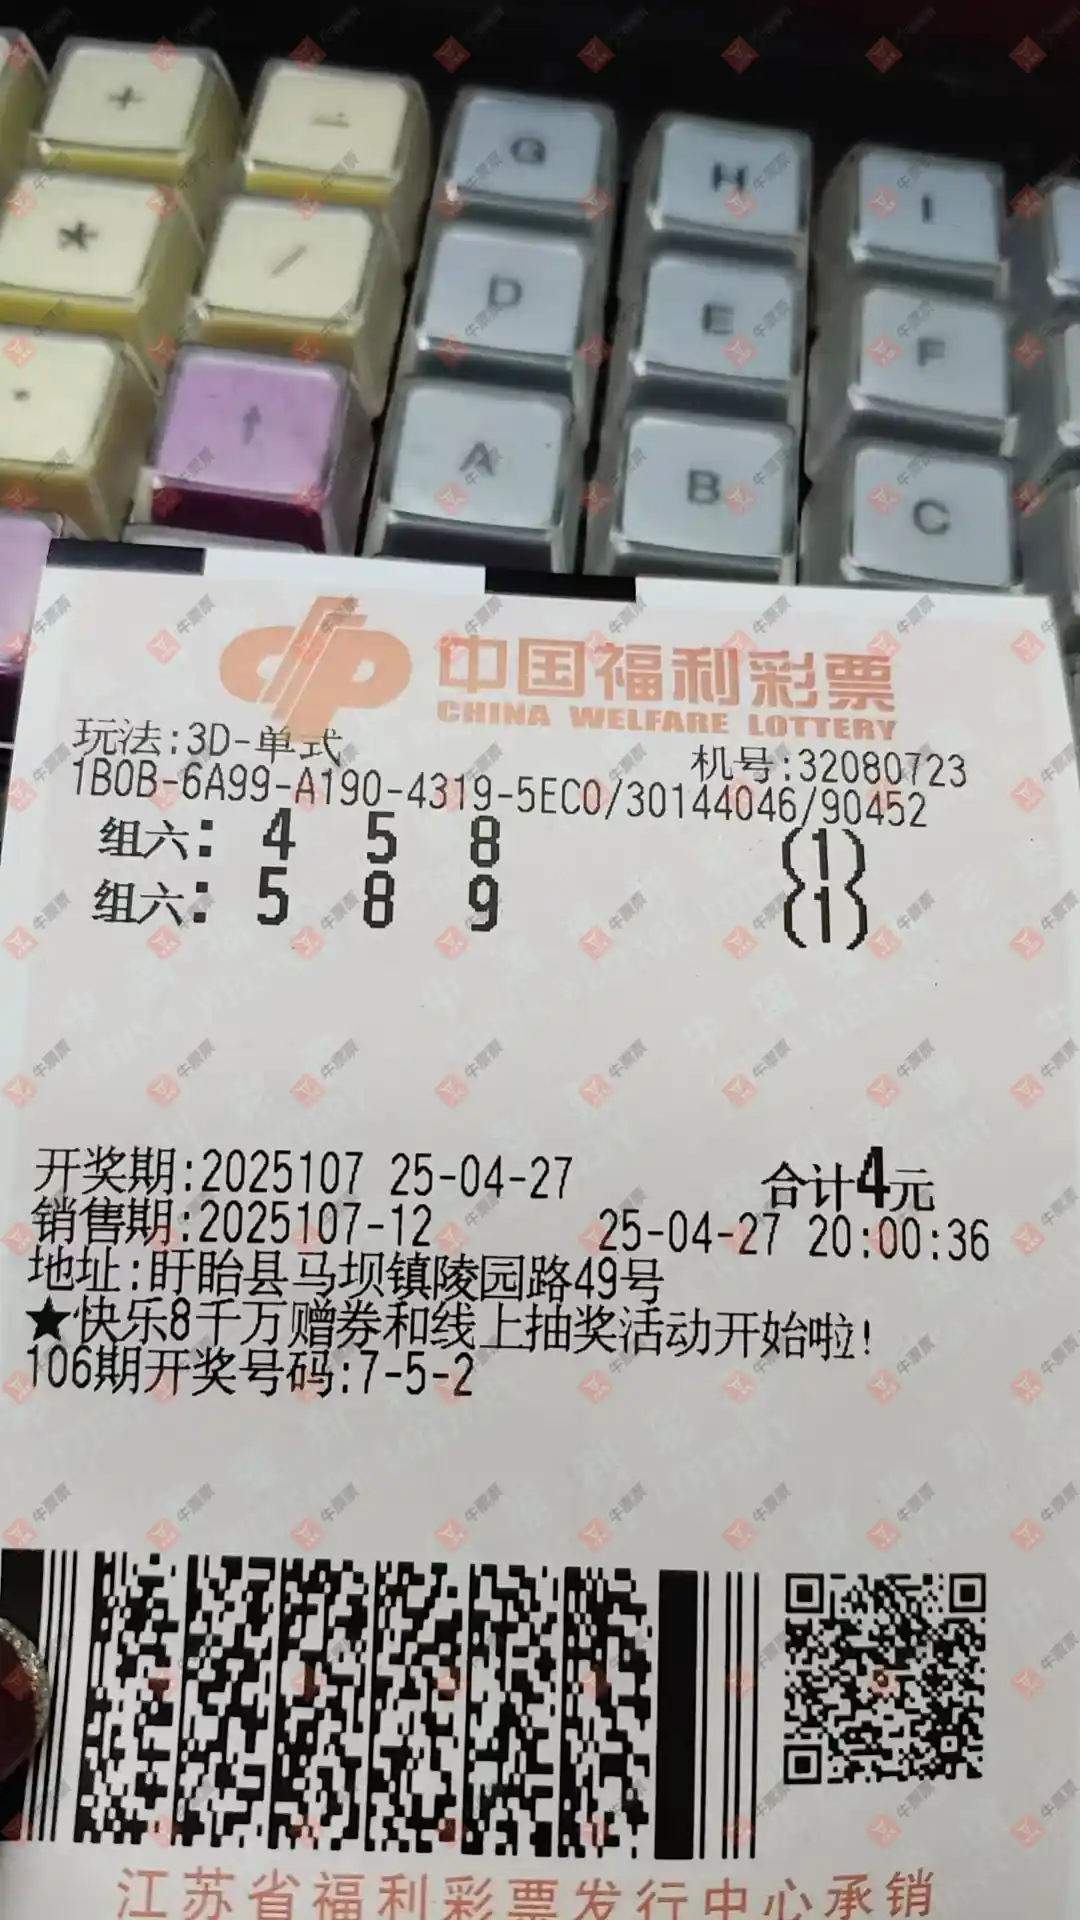 + - G H I
* / D E F
. ↑ A B C
中国福利彩票
CHINA WELFARE LOTTERY
玩法:3D-单式
机号:32080723
1B0B-6A99-A190-4319-5EC0/30144046/90452
组六: 4 5 8 (1)
组六: 5 8 9 (1)
开奖期:2025107 25-04-27 合计4元
销售期:2025107-12 25-04-27 20:00:36
地址:盱眙县马坝镇陵园路49号
★快乐8千万赠券和线上抽奖活动开始啦!
106期开奖号码:7-5-2
江苏省福利彩票发行中心承销
牛票票